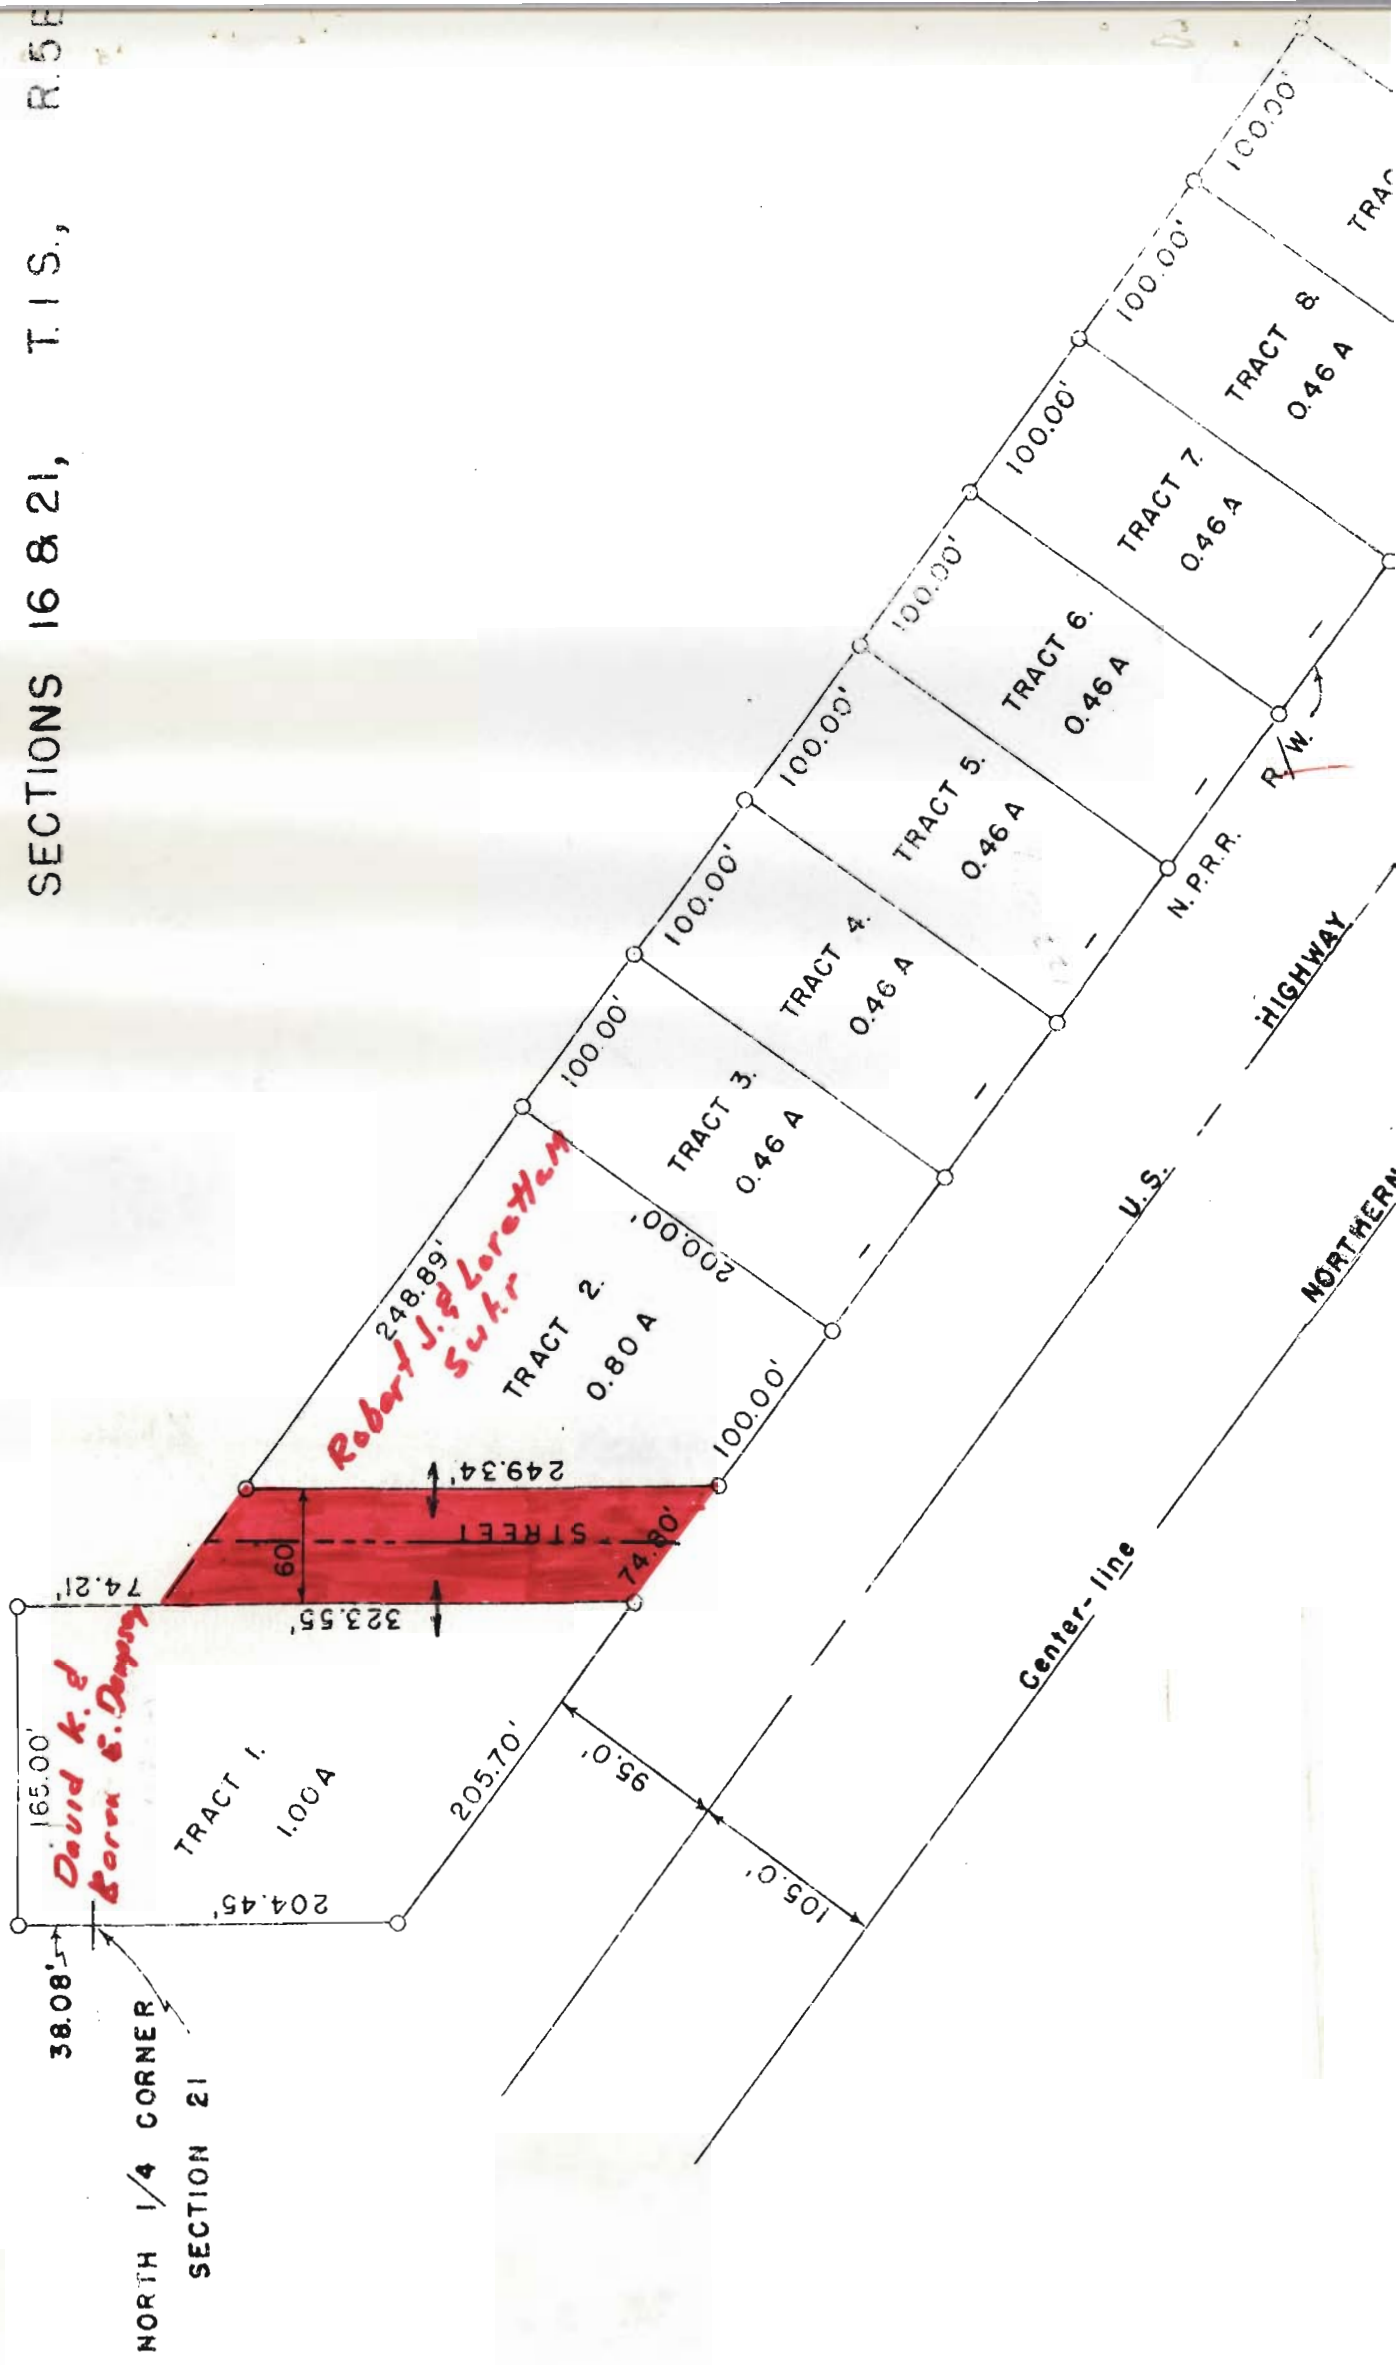 SECTIONS 16 & 21, T. 1 S., R. 5 E
165.00'
38.08'
74.21'
David K. &
Karen E. Dempsey
NORTH 1/4 CORNER
SECTION 21
TRACT 1.
1.00 A
204.45'
205.70'
323.55'
60
STREET
74.80'
249.34'
248.89'
Robert J. & Loretta M
Suhr
TRACT 2.
0.80 A
100.00'
200.00'
100.00'
TRACT 3.
0.46 A
100.00'
TRACT 4.
0.46 A
100.00'
TRACT 5.
0.46 A
100.00'
TRACT 6.
0.46 A
100.00'
TRACT 7.
0.46 A
100.00'
TRACT 8.
0.46 A
100.00'
TRAC
95.0'
105.0'
N.P.R.R. R/W.
U.S. HIGHWAY
Center-line
NORTHERN